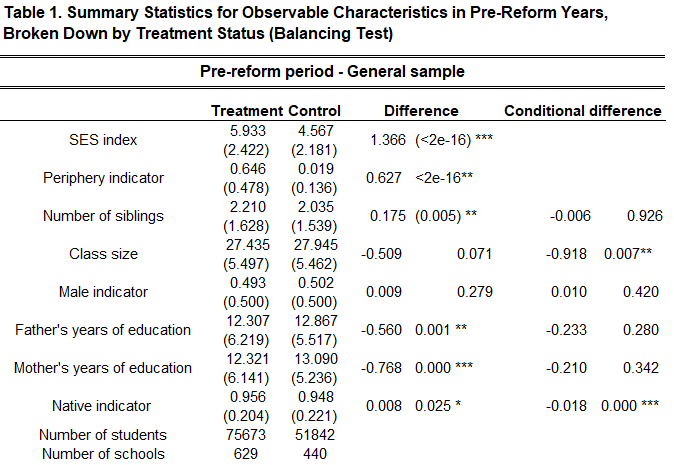 Table 1. Summary Statistics for Observable Characteristics in Pre-Reform Years,
Broken Down by Treatment Status (Balancing Test)
Pre-reform period - General sample
Treatment Control Difference Conditional difference
SES index 5.933 4.567 1.366 (<2e-16) ***
(2.422) (2.181)
Periphery indicator 0.646 0.019 0.627 <2e-16**
(0.478) (0.136)
Number of siblings 2.210 2.035 0.175 (0.005) ** -0.006 0.926
(1.628) (1.539)
Class size 27.435 27.945 -0.509 0.071 -0.918 0.007**
(5.497) (5.462)
Male indicator 0.493 0.502 0.009 0.279 0.010 0.420
(0.500) (0.500)
Father's years of education 12.307 12.867 -0.560 0.001 ** -0.233 0.280
(6.219) (5.517)
Mother's years of education 12.321 13.090 -0.768 0.000 *** -0.210 0.342
(6.141) (5.236)
Native indicator 0.956 0.948 0.008 0.025 * -0.018 0.000 ***
(0.204) (0.221)
Number of students 75673 51842
Number of schools 629 440